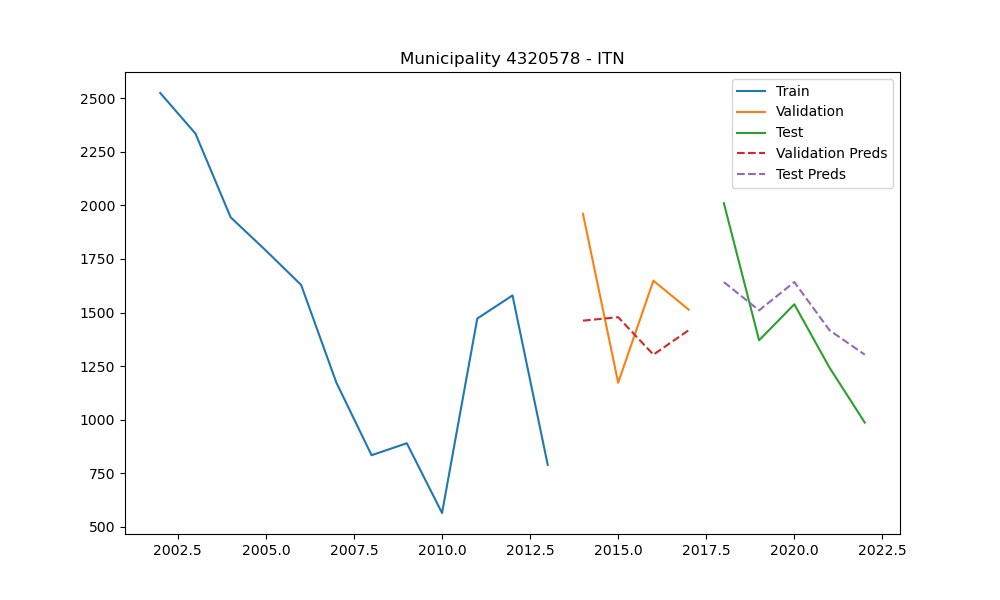 Municipality 4320578 - ITN
Train
Validation
Test
Validation Preds
Test Preds
2500
2250
2000
1750
1500
1250
1000
750
500
2002.5 2005.0 2007.5 2010.0 2012.5 2015.0 2017.5 2020.0 2022.5